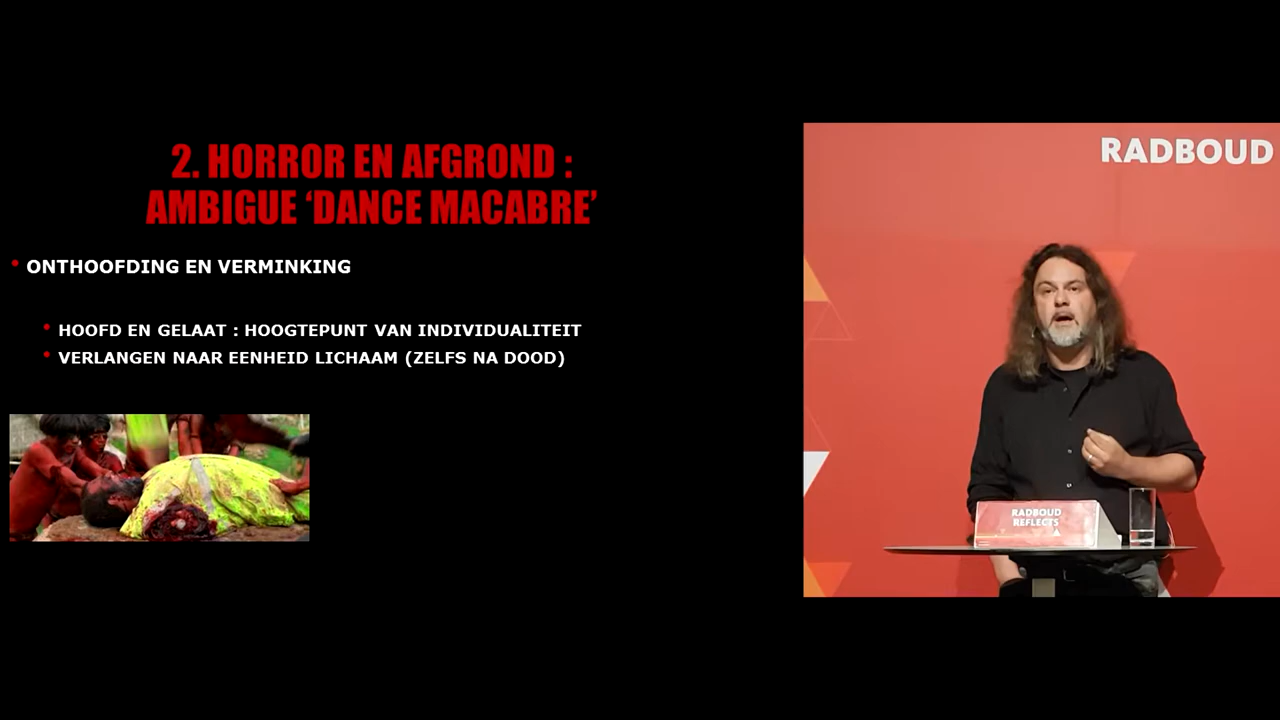 2. HORROR EN AFGROND :
AMBIGUE ‘DANCE MACABRE’
• ONTHOOFDING EN VERMINKING
• HOOFD EN GELAAT : HOOGTEPUNT VAN INDIVIDUALITEIT
• VERLANGEN NAAR EENHEID LICHAAM (ZELFS NA DOOD)
RADBOUD
RADBOUD
REFLECTS